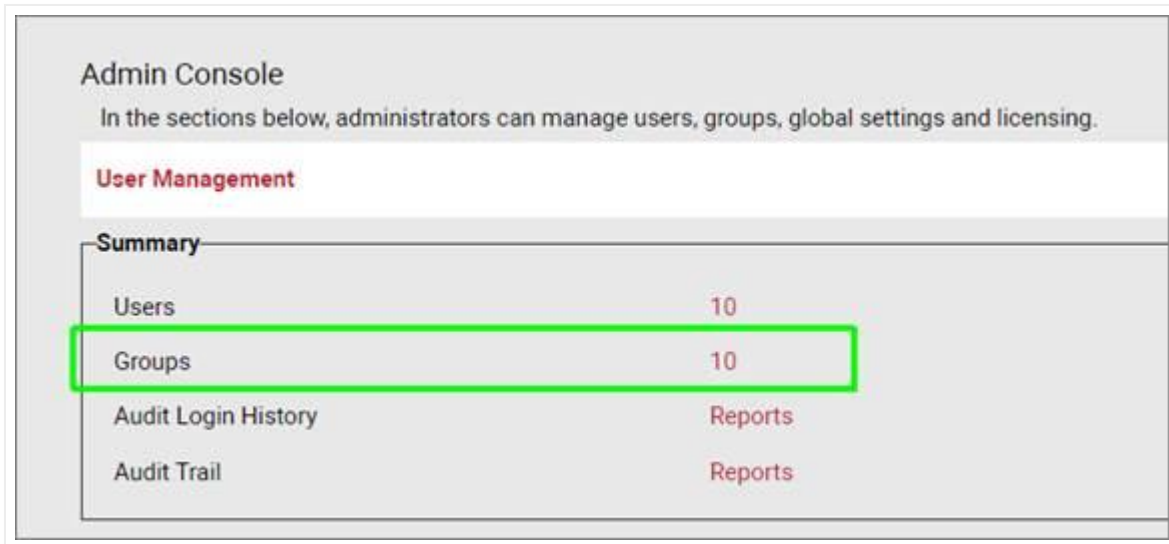 Admin Console
In the sections below, administrators can manage users, groups, global settings and licensing.
User Management
Summary
Users 10
Groups 10
Audit Login History Reports
Audit Trail Reports